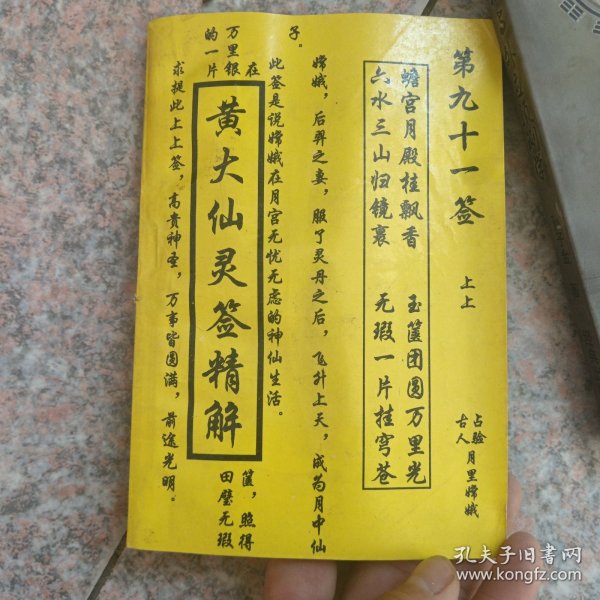 第九十一签 上上
占验
古人 月里嫦娥
蟾宫月殿桂飘香 玉簾团圆万里光
六水三山归镜裏 无瑕一片挂穹苍
嫦娥，后羿之妻，服了灵丹之后，飞升上天，成为月中仙
子。
此签是说嫦娥在月宫无忧无虑的神仙生活。
黄大仙灵签精解
在
万里银
的一片
簾，照得
田璧无瑕
求提此上上签，高贵神圣，万事皆圆满，前途光明。
孔夫子旧书网
www.kongfz.com